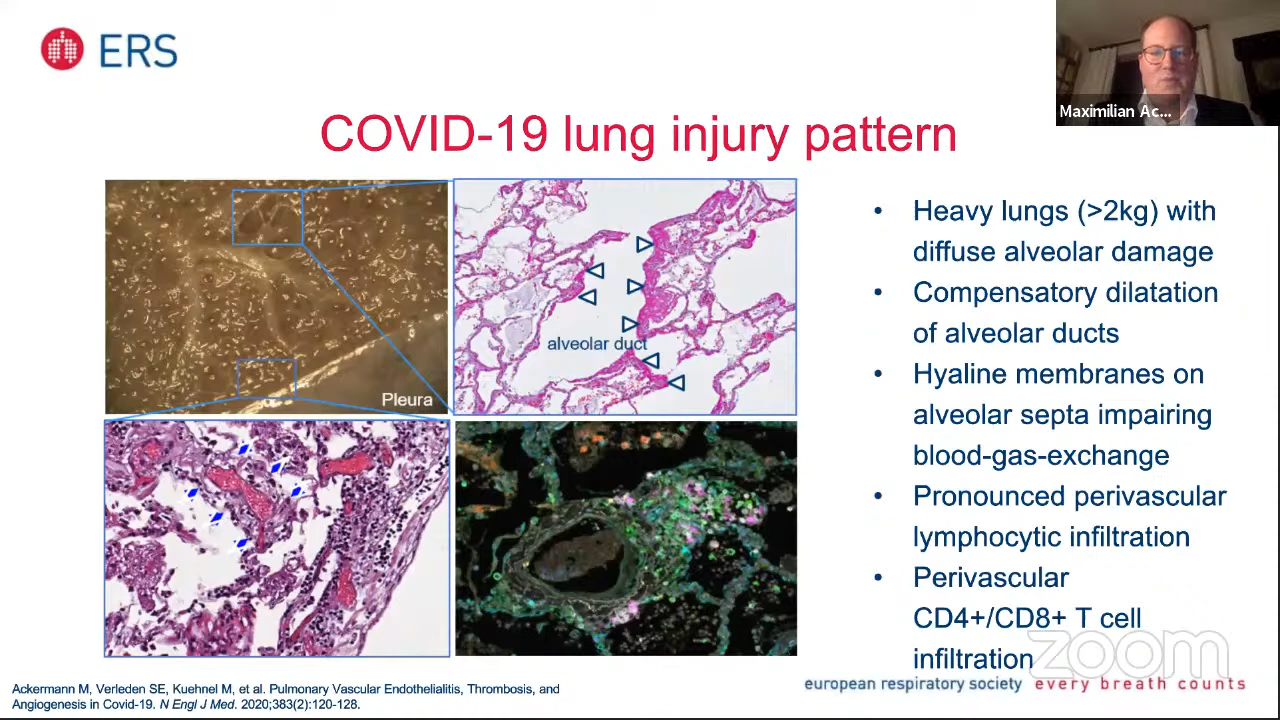 ERS
Maximilian Ac...
COVID-19 lung injury pattern
alveolar duct
Pleura
• Heavy lungs (>2kg) with
diffuse alveolar damage
• Compensatory dilatation
of alveolar ducts
• Hyaline membranes on
alveolar septa impairing
blood-gas-exchange
• Pronounced perivascular
lymphocytic infiltration
• Perivascular
CD4+/CD8+ T cell
infiltration
zoom
Ackermann M, Verleden SE, Kuehnel M, et al. Pulmonary Vascular Endothelialitis, Thrombosis, and
Angiogenesis in Covid-19. N Engl J Med. 2020;383(2):120-128.
european respiratory society every breath counts